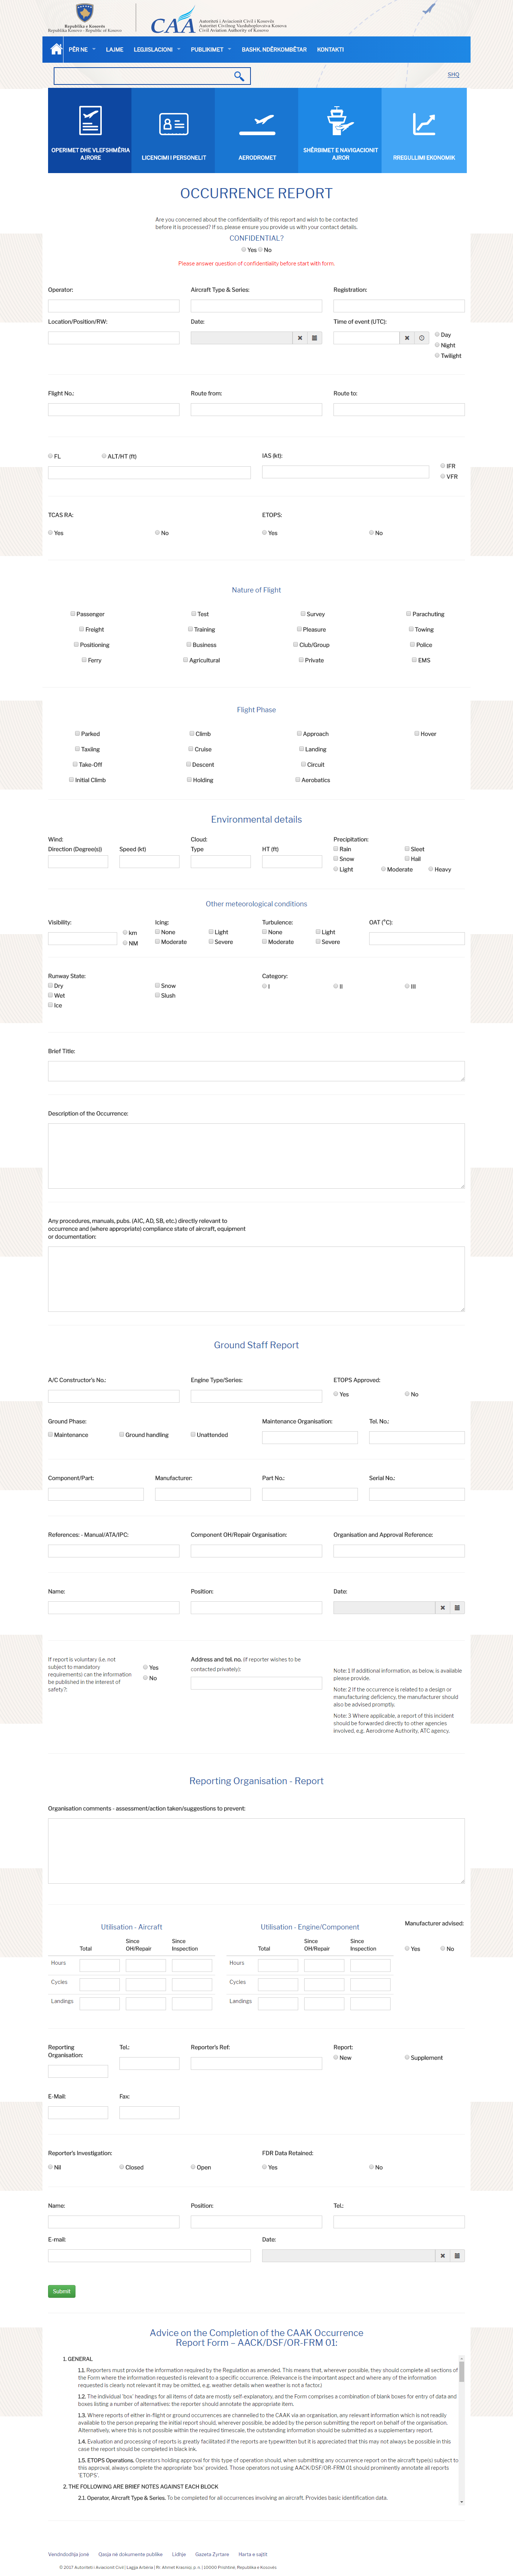 Republika e Kosovës
Republika Kosovo - Republic of Kosovo
CAA
Autoriteti i Aviacionit Civil i Kosovës
Autoritet Civilnog Vazduhoplovstva Kosova
Civil Aviation Authority of Kosovo
PËR NE
LAJME
LEGJISLACIONI
PUBLIKIMET
BASHK. NDËRKOMBËTAR
KONTAKTI
SHQ
OPERIMET DHE VLEFSHMËRIA
AJRORE
LICENCIMI I PERSONELIT
AERODROMET
SHËRBIMET E NAVIGACIONIT
AJROR
RREGULLIMI EKONOMIK
OCCURRENCE REPORT
Are you concerned about the confidentiality of this report and wish to be contacted
before it is processed? If so, please ensure you provide us with your contact details.
CONFIDENTIAL?
Yes No
Please answer question of confidentiality before start with form.
Operator: Aircraft Type & Series: Registration:
Location/Position/RW: Date: Time of event (UTC):
Day
Night
Twilight
Flight No.: Route from: Route to:
FL ALT/HT (ft) IAS (kt):
IFR
VFR
TCAS RA: ETOPS:
Yes No Yes No
Nature of Flight
Passenger Test Survey Parachuting
Freight Training Pleasure Towing
Positioning Business Club/Group Police
Ferry Agricultural Private EMS
Flight Phase
Parked Climb Approach Hover
Taxiing Cruise Landing
Take-Off Descent Circuit
Initial Climb Holding Aerobatics
Environmental details
Wind: Cloud: Precipitation:
Direction (Degree(s)) Speed (kt) Type HT (ft) Rain Sleet
Snow Hail
Light Moderate Heavy
Other meteorological conditions
Visibility: Icing: Turbulence: OAT (°C):
km None Light None Light
NM Moderate Severe Moderate Severe
Runway State: Category:
Dry Snow I II III
Wet Slush
Ice
Brief Title:
Description of the Occurrence:
Any procedures, manuals, pubs. (AIC, AD, SB, etc.) directly relevant to
occurrence and (where appropriate) compliance state of aircraft, equipment
or documentation:
Ground Staff Report
A/C Constructor's No.: Engine Type/Series: ETOPS Approved:
Yes No
Ground Phase: Maintenance Organisation: Tel. No.:
Maintenance Ground handling Unattended
Component/Part: Manufacturer: Part No.: Serial No.:
References: - Manual/ATA/IPC: Component OH/Repair Organisation: Organisation and Approval Reference:
Name: Position: Date:
If report is voluntary (i.e. not
subject to mandatory
requirements) can the information
be published in the interest of
safety?:
Yes
No
Address and tel. no. (if reporter wishes to be
contacted privately):
Note: 1 If additional information, as below, is available
please provide.
Note: 2 If the occurrence is related to a design or
manufacturing deficiency, the manufacturer should
also be advised promptly.
Note: 3 Where applicable, a report of this incident
should be forwarded directly to other agencies
involved, e.g. Aerodrome Authority, ATC agency.
Reporting Organisation - Report
Organisation comments - assessment/action taken/suggestions to prevent:
Utilisation - Aircraft
Total Since OH/Repair Since Inspection
Hours
Cycles
Landings
Utilisation - Engine/Component
Total Since OH/Repair Since Inspection
Hours
Cycles
Landings
Manufacturer advised:
Yes No
Reporting
Organisation:
Tel.: Reporter's Ref: Report:
New Supplement
E-Mail: Fax:
Reporter's Investigation: FDR Data Retained:
Nil Closed Open Yes No
Name: Position: Tel.:
E-mail: Date:
Submit
Advice on the Completion of the CAAK Occurrence
Report Form – AACK/DSF/OR-FRM 01:
1. GENERAL
1.1. Reporters must provide the information required by the Regulation as amended. This means that, wherever possible, they should complete all sections of
the Form where the information requested is relevant to a specific occurrence. (Relevance is the important aspect and where any of the information
requested is clearly not relevant it may be omitted, e.g. weather details when weather is not a factor.)
1.2. The individual 'box' headings for all items of data are mostly self-explanatory, and the Form comprises a combination of blank boxes for entry of data and
boxes listing a number of alternatives: the reporter should annotate the appropriate item.
1.3. Where reports of either in-flight or ground occurrences are channelled to the CAAK via an organisation, any relevant information which is not readily
available to the person preparing the initial report should, wherever possible, be added by the person submitting the report on behalf of the organisation.
Alternatively, where this is not possible within the required timescale, the outstanding information should be submitted as a supplementary report.
1.4. Evaluation and processing of reports is greatly facilitated if the reports are typewritten but it is appreciated that this may not always be possible in this
case the report should be completed in black ink.
1.5. ETOPS Operations. Operators holding approval for this type of operation should, when submitting any occurrence report on the aircraft type(s) subject to
this approval, always complete the appropriate 'box' provided. Those operators not using AACK/DSF/OR-FRM 01 should prominently annotate all reports
'ETOPS'.
2. THE FOLLOWING ARE BRIEF NOTES AGAINST EACH BLOCK
2.1. Operator, Aircraft Type & Series. To be completed for all occurrences involving an aircraft. Provides basic identification data.
Vendndodhja jonë Qasja në dokumente publike Lidhje Gazeta Zyrtare Harta e sajtit
© 2017 Autoriteti i Aviacionit Civil | Lagjja Arbëria | Rr. Ahmet Krasniqi, p. n. | 10000 Prishtinë, Republika e Kosovës